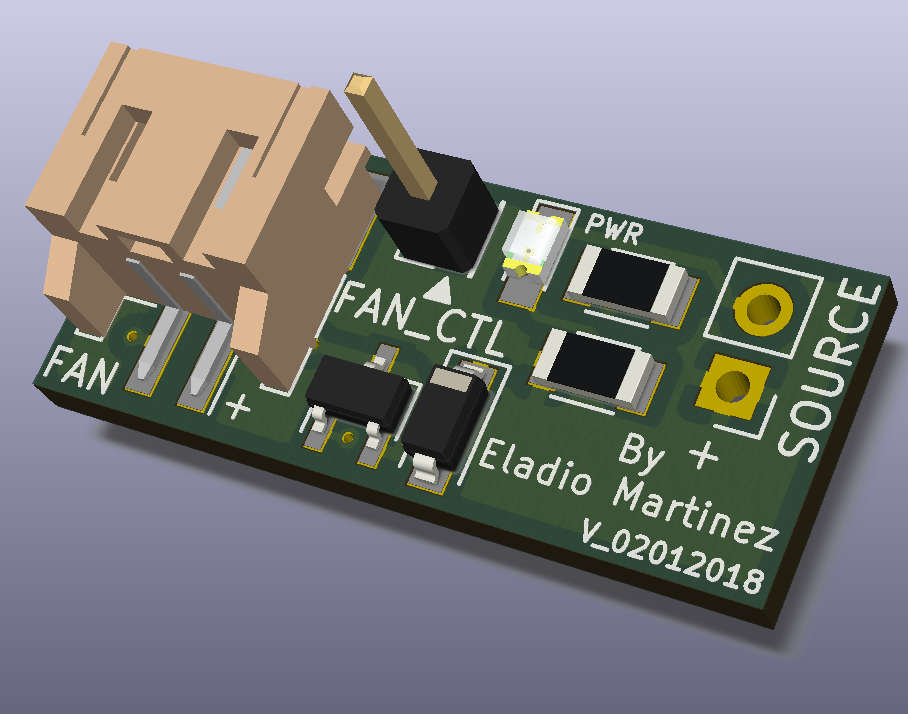 PWR
SOURCE
FAN_CTL
FAN
+
+
By
Eladio Martinez
V_02012018